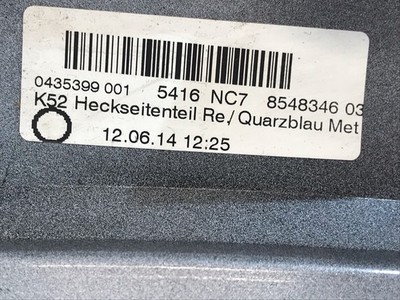 0435399 001 5416 NC7 8548346 03
K52 Heckseitenteil Re./ Quarzblau Met
12.06.14 12:25